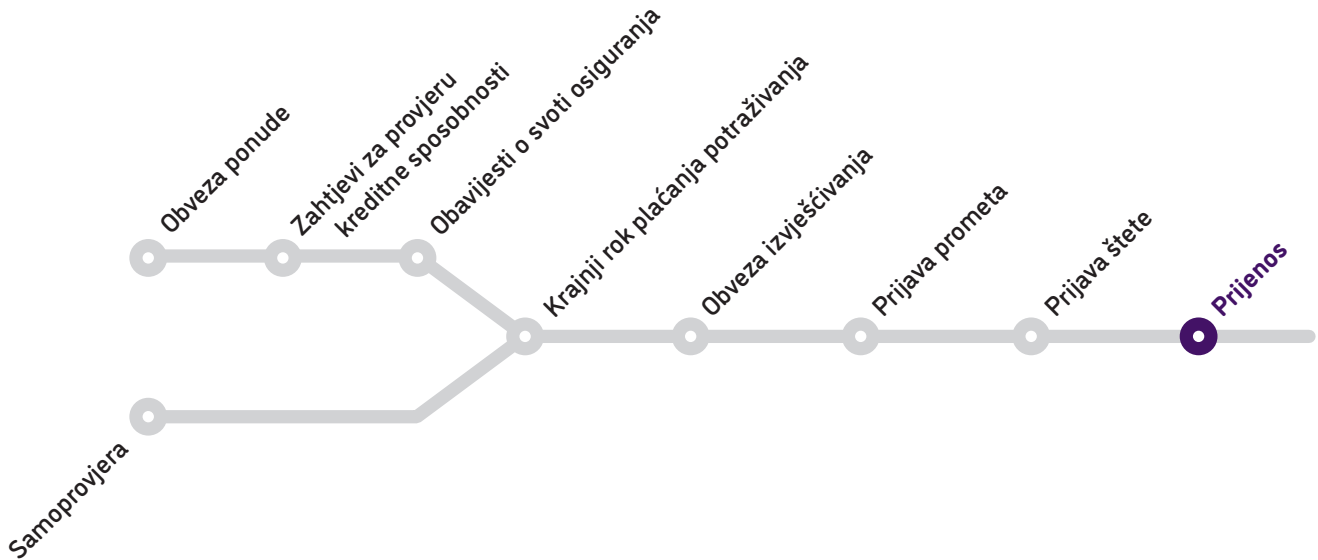 Obveza ponude
Zahtjevi za provjeru
kreditne sposobnosti
Obavijesti o svoti osiguranja
Krajnji rok plaćanja potraživanja
Obveza izvješćivanja
Prijava prometa
Prijava štete
Prijenos
Samoprovjera